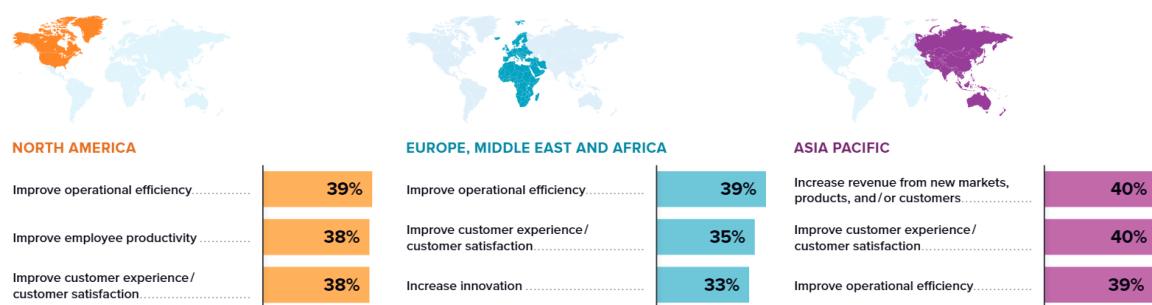 NORTH AMERICA
Improve operational efficiency 39%
Improve employee productivity 38%
Improve customer experience/
customer satisfaction 38%
EUROPE, MIDDLE EAST AND AFRICA
Improve operational efficiency 39%
Improve customer experience/
customer satisfaction 35%
Increase innovation 33%
ASIA PACIFIC
Increase revenue from new markets,
products, and/or customers 40%
Improve customer experience/
customer satisfaction 40%
Improve operational efficiency 39%